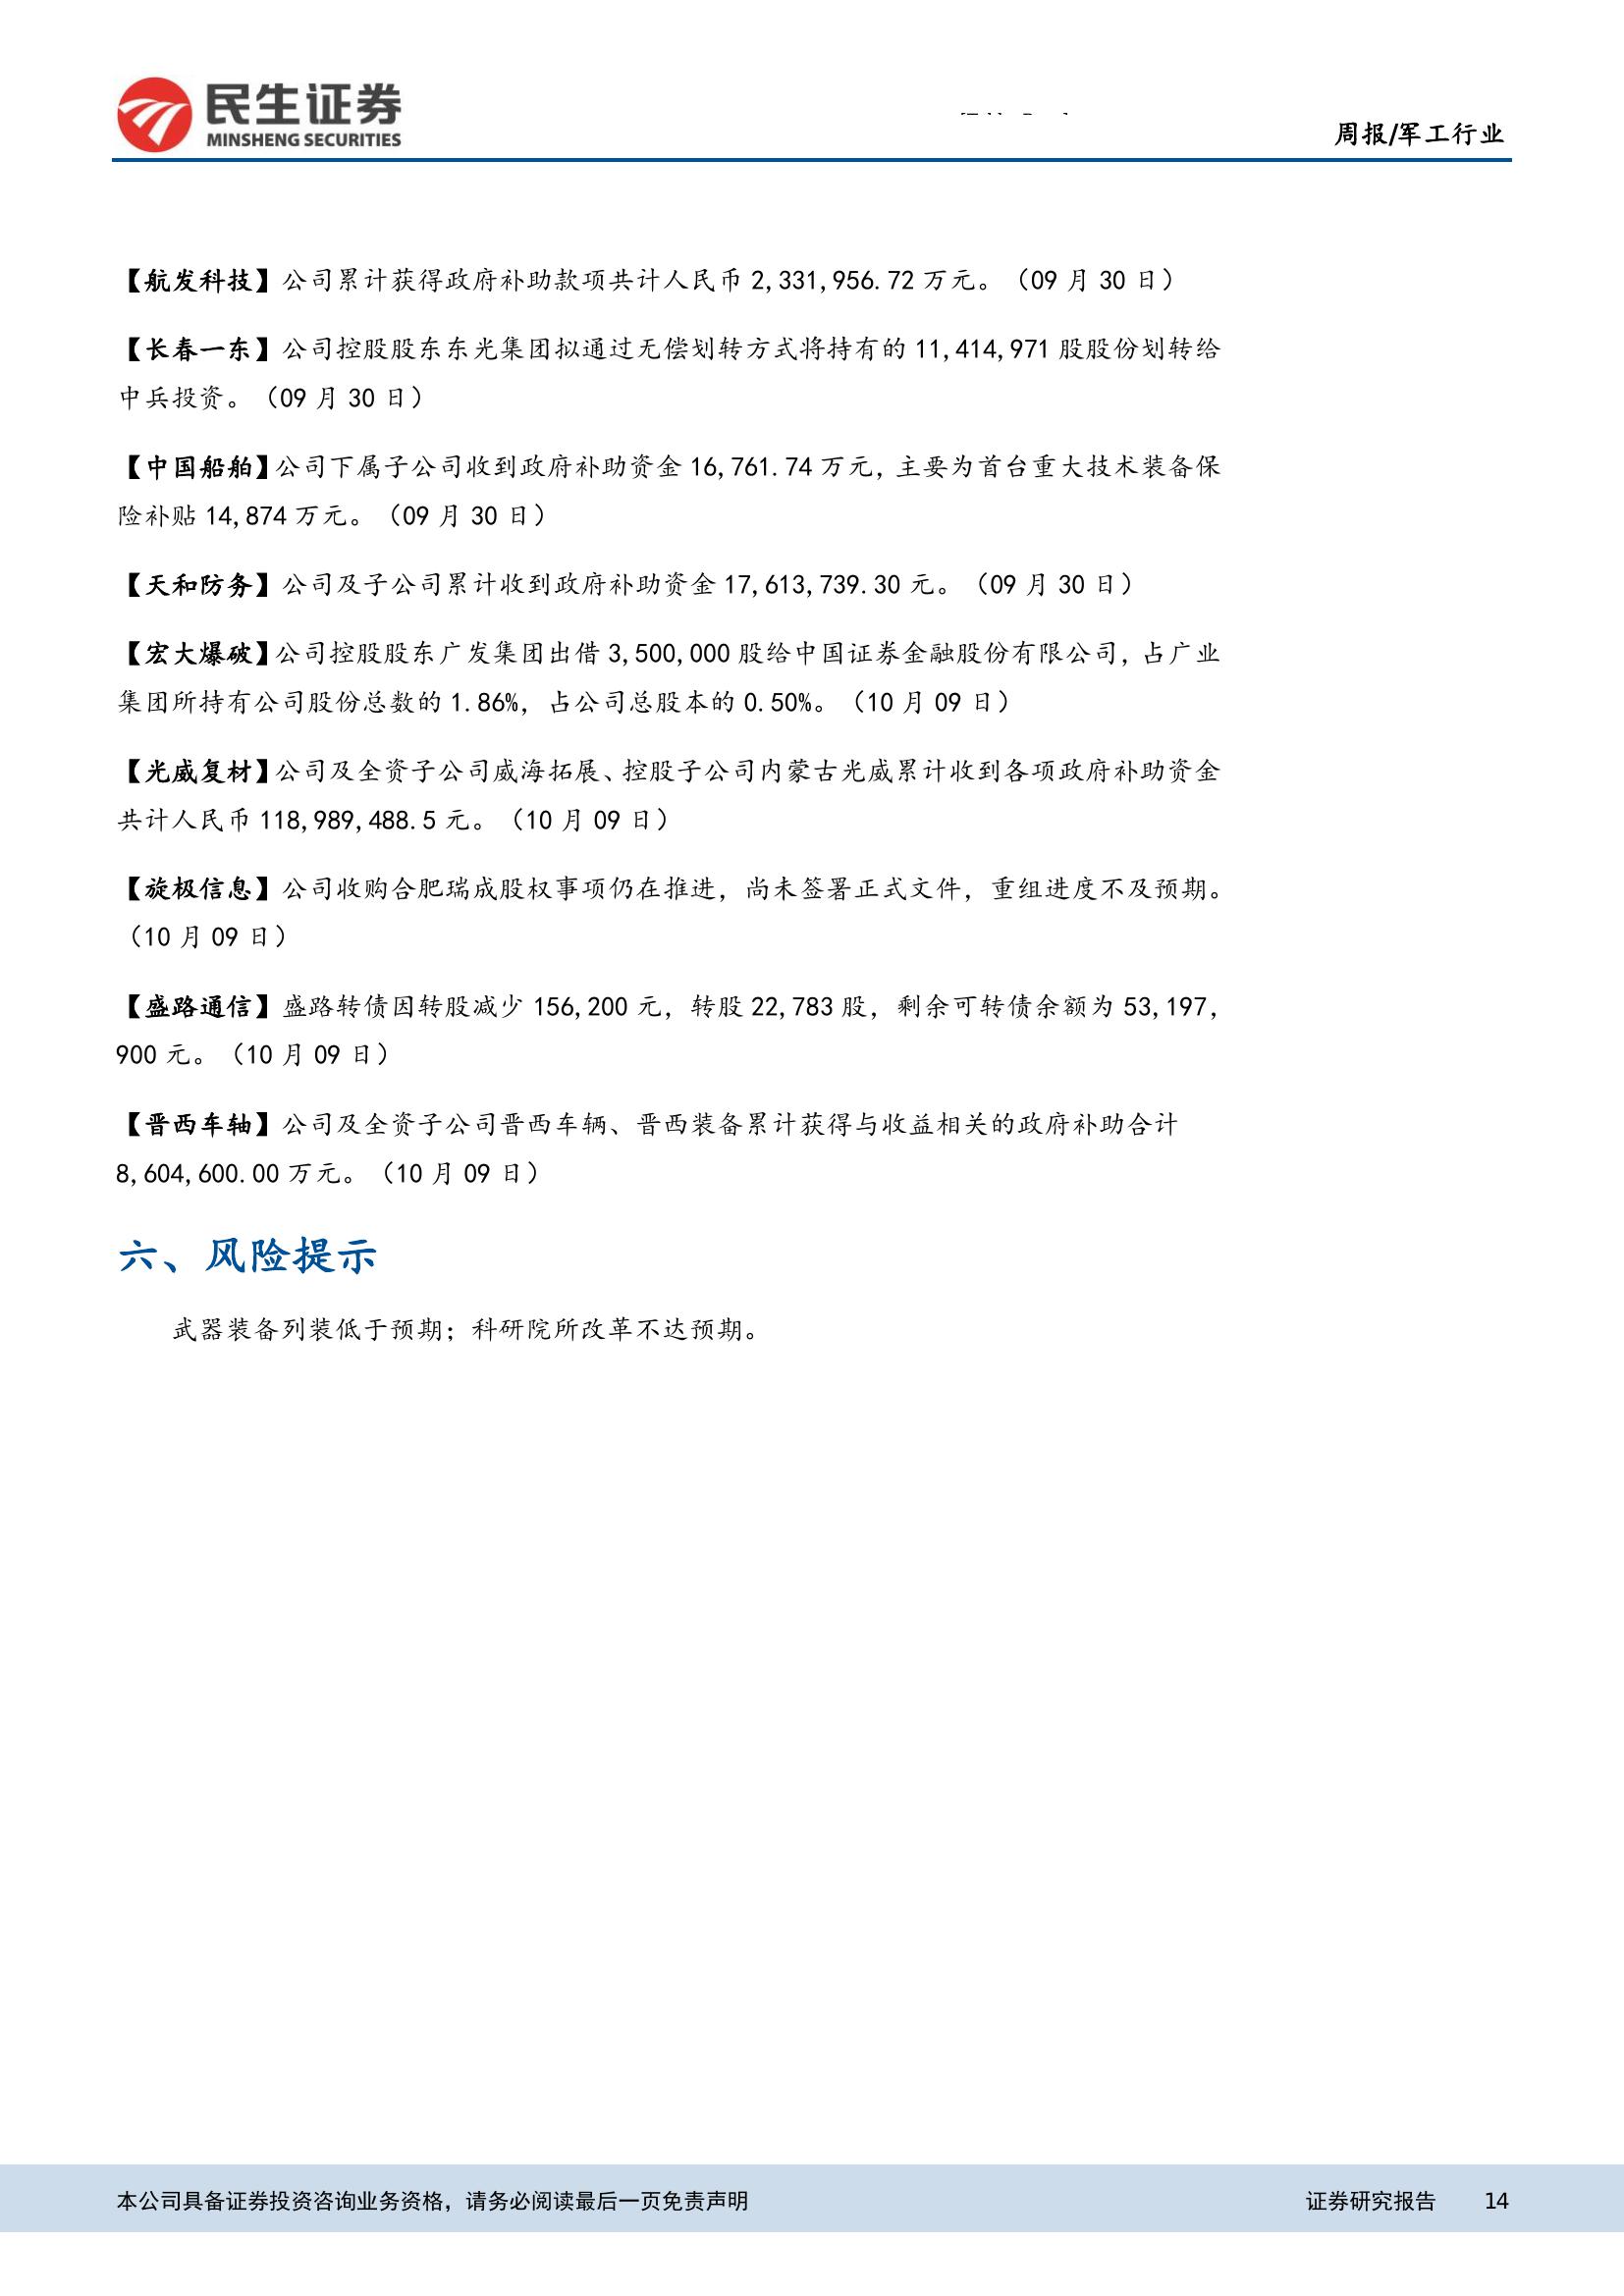 民生证券
MINSHENG SECURITIES
周报/军工行业
【航发科技】公司累计获得政府补助款项共计人民币 2,331,956.72 万元。（09 月 30 日）
【长春一东】公司控股股东东光集团拟通过无偿划转方式将持有的 11,414,971 股股份划转给
中兵投资。（09 月 30 日）
【中国船舶】公司下属子公司收到政府补助资金 16,761.74 万元，主要为首台重大技术装备保
险补贴 14,874 万元。（09 月 30 日）
【天和防务】公司及子公司累计收到政府补助资金 17,613,739.30 元。（09 月 30 日）
【宏大爆破】公司控股股东广发集团出借 3,500,000 股给中国证券金融股份有限公司，占广业
集团所持有公司股份总数的 1.86%，占公司总股本的 0.50%。（10 月 09 日）
【光威复材】公司及全资子公司威海拓展、控股子公司内蒙古光威累计收到各项政府补助资金
共计人民币 118,989,488.5 元。（10 月 09 日）
【旋极信息】公司收购合肥瑞成股权事项仍在推进，尚未签署正式文件，重组进度不及预期。
（10 月 09 日）
【盛路通信】盛路转债因转股减少 156,200 元，转股 22,783 股，剩余可转债余额为 53,197,
900 元。（10 月 09 日）
【晋西车轴】公司及全资子公司晋西车辆、晋西装备累计获得与收益相关的政府补助合计
8,604,600.00 万元。（10 月 09 日）
六、风险提示
武器装备列装低于预期；科研院所改革不达预期。
本公司具备证券投资咨询业务资格，请务必阅读最后一页免责声明
证券研究报告 14